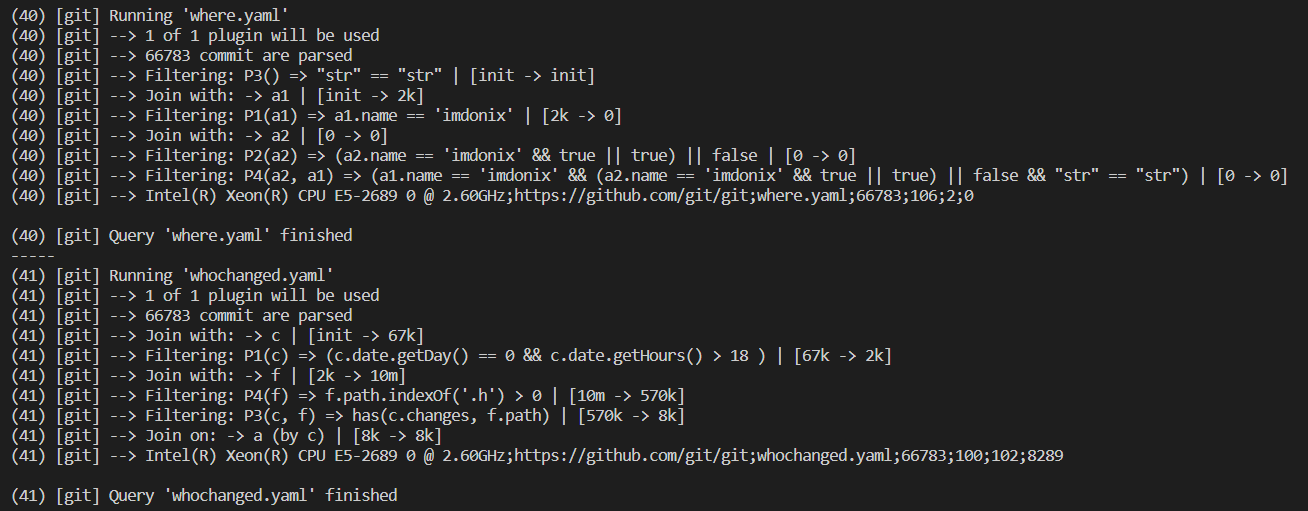 (40) [git] Running 'where.yaml'
(40) [git] --> 1 of 1 plugin will be used
(40) [git] --> 66783 commit are parsed
(40) [git] --> Filtering: P3() => "str" == "str" | [init -> init]
(40) [git] --> Join with: -> a1 | [init -> 2k]
(40) [git] --> Filtering: P1(a1) => a1.name == 'imdonix' | [2k -> 0]
(40) [git] --> Join with: -> a2 | [0 -> 0]
(40) [git] --> Filtering: P2(a2) => (a2.name == 'imdonix' && true || true) || false | [0 -> 0]
(40) [git] --> Filtering: P4(a2, a1) => (a1.name == 'imdonix' && (a2.name == 'imdonix' && true || true) || false && "str" == "str") | [0 -> 0]
(40) [git] --> Intel(R) Xeon(R) CPU E5-2689 0 @ 2.60GHz;https://github.com/git/git;where.yaml;66783;106;2;0
(40) [git] Query 'where.yaml' finished
-----
(41) [git] Running 'whochanged.yaml'
(41) [git] --> 1 of 1 plugin will be used
(41) [git] --> 66783 commit are parsed
(41) [git] --> Join with: -> c | [init -> 67k]
(41) [git] --> Filtering: P1(c) => (c.date.getDay() == 0 && c.date.getHours() > 18 ) | [67k -> 2k]
(41) [git] --> Join with: -> f | [2k -> 10m]
(41) [git] --> Filtering: P4(f) => f.path.indexOf('.h') > 0 | [10m -> 570k]
(41) [git] --> Filtering: P3(c, f) => has(c.changes, f.path) | [570k -> 8k]
(41) [git] --> Join on: -> a (by c) | [8k -> 8k]
(41) [git] --> Intel(R) Xeon(R) CPU E5-2689 0 @ 2.60GHz;https://github.com/git/git;whochanged.yaml;66783;100;102;8289
(41) [git] Query 'whochanged.yaml' finished